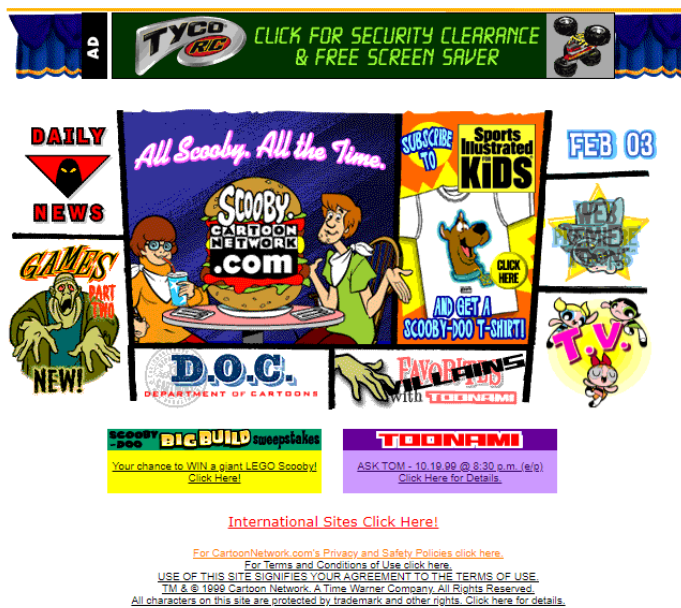 AD
TYCO
R/C
CLICK FOR SECURITY CLEARANCE
& FREE SCREEN SAVER
DAILY
NEWS
All Scooby. All the Time.
SCOOBY.
CARTOON
NETWORK
.com
SUBSCRIBE
TO
Sports
Illustrated
FOR
KiDS
CLICK
HERE
AND GET A
SCOOBY-DOO T-SHIRT!
FEB 03
WEB
PREMIERE
TOONS
GAMES
PART
TWO
NEW!
T.V.
D.O.C.
DEPARTMENT OF CARTOONS
FAVORITES
VILLAINS
with TOONAMI
SCOOBY
-DOO BIG BUILD sweepstakes
Your chance to WIN a giant LEGO Scooby!
Click Here!
TOONAMI
ASK TOM - 10.19.99 @ 8:30 p.m. (e/p)
Click Here for Details.
International Sites Click Here!
For CartoonNetwork.com's Privacy and Safety Policies click here.
For Terms and Conditions of Use click here.
USE OF THIS SITE SIGNIFIES YOUR AGREEMENT TO THE TERMS OF USE.
TM & © 1999 Cartoon Network. A Time Warner Company. All Rights Reserved.
All characters on this site are protected by trademark and other rights. Click here for details.